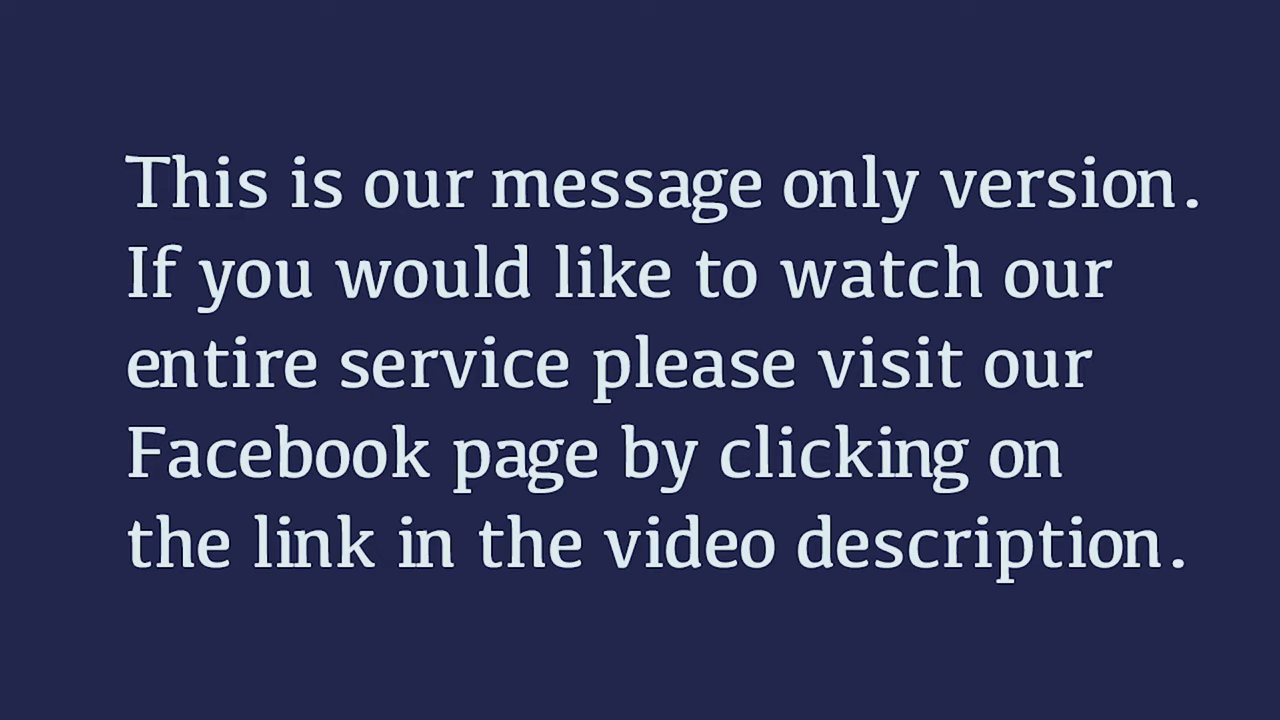 This is our message only version.
If you would like to watch our
entire service please visit our
Facebook page by clicking on
the link in the video description.